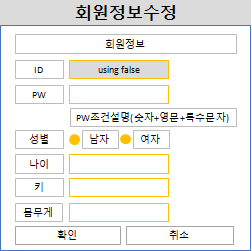 회원정보수정
회원정보
ID using false
PW
PW조건설명(숫자+영문+특수문자)
성별 남자 여자
나이
키
몸무게
확인 취소